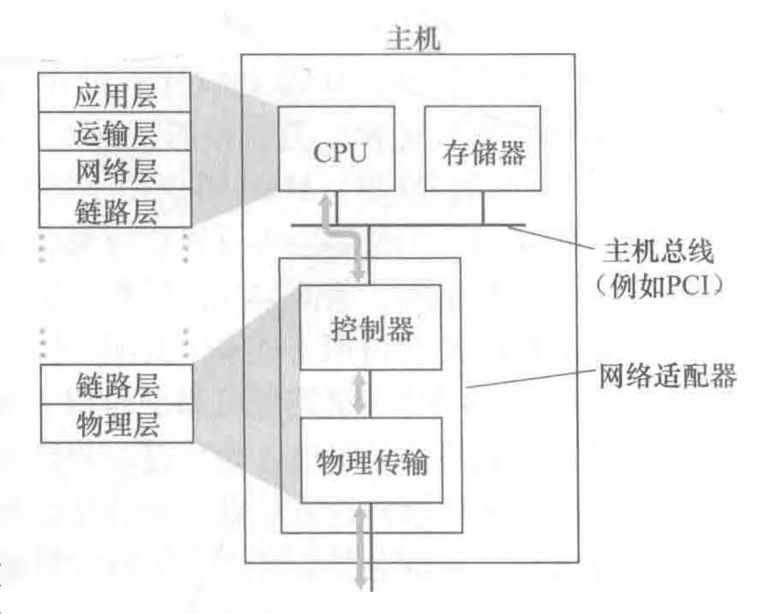 主机
应用层
运输层
网络层
链路层
CPU
存储器
主机总线
（例如PCI）
控制器
网络适配器
链路层
物理层
物理传输